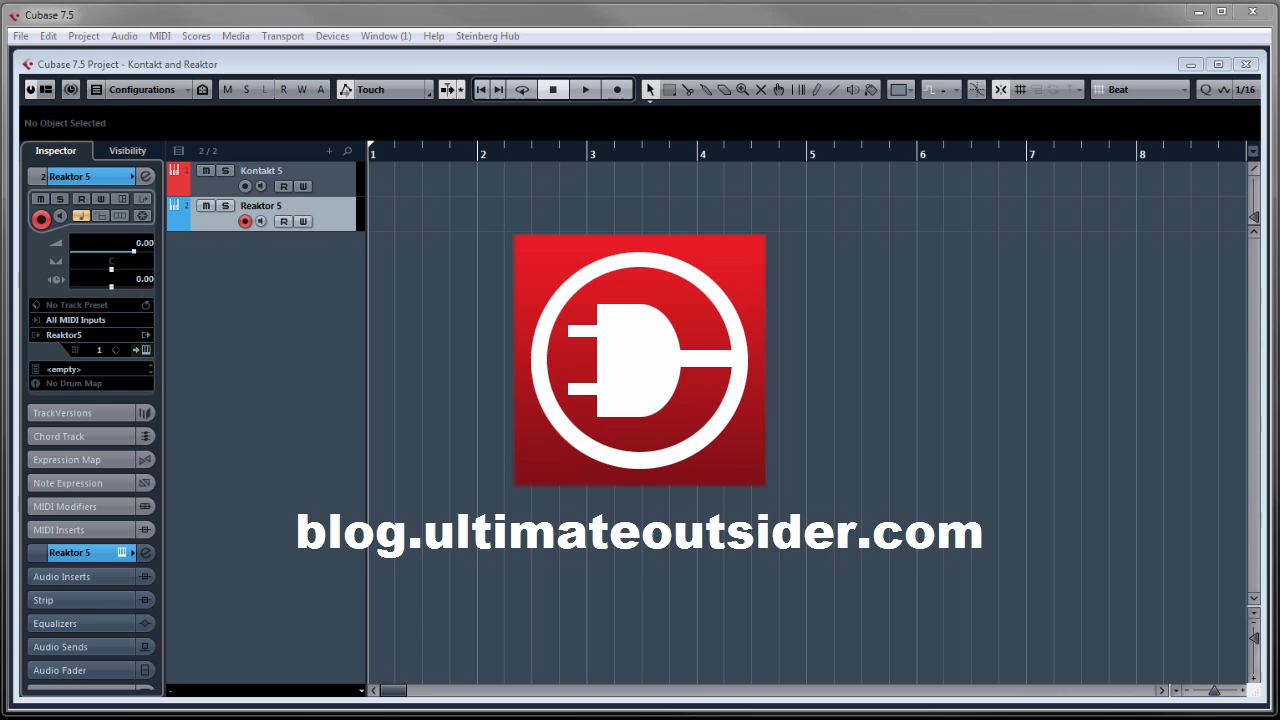 Cubase 7.5
File Edit Project Audio MIDI Scores Media Transport Devices Window (1) Help Steinberg Hub
Cubase 7.5 Project - Kontakt and Reaktor
Configurations M S L R W A Touch Beat Q 1/16
No Object Selected
Inspector Visibility 2 / 2 1 2 3 4 5 6 7 8
1 m S Kontakt 5
R W
2 Reaktor 5
m S R W
2 m S Reaktor 5
R W
0.00
C
0.00
No Track Preset
All MIDI Inputs
Reaktor5
1
<empty>
No Drum Map
TrackVersions
Chord Track
Expression Map
Note Expression
MIDI Modifiers
MIDI Inserts
Reaktor 5
Audio Inserts
Strip
Equalizers
Audio Sends
Audio Fader
blog.ultimateoutsider.com